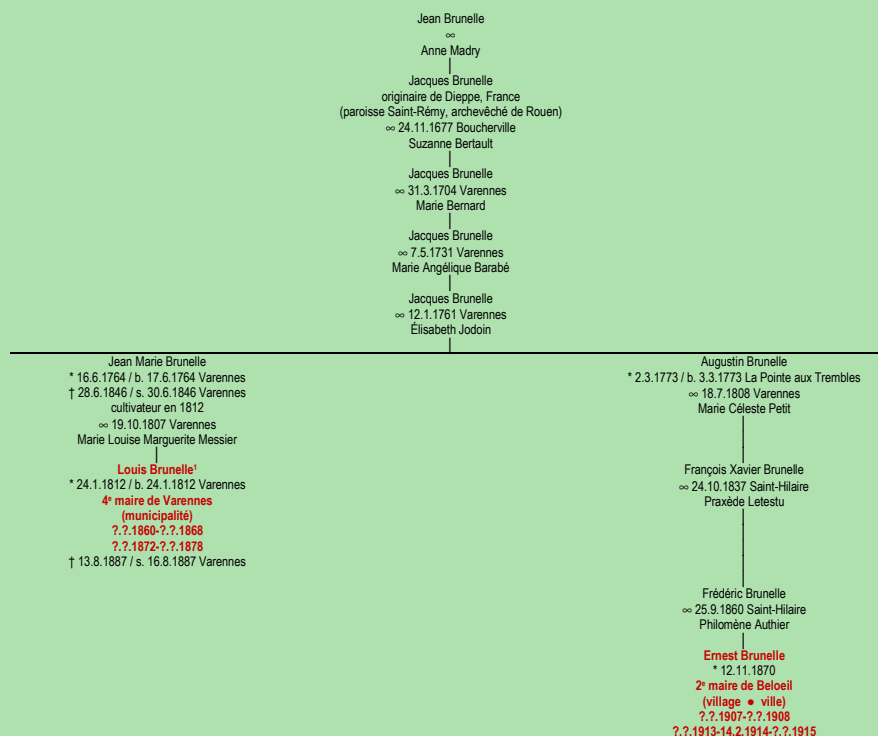 Jean Brunelle
∞
Anne Madry
Jacques Brunelle
originaire de Dieppe, France
(paroisse Saint-Rémy, archevêché de Rouen)
∞ 24.11.1677 Boucherville
Suzanne Bertault
Jacques Brunelle
∞ 31.3.1704 Varennes
Marie Bernard
Jacques Brunelle
∞ 7.5.1731 Varennes
Marie Angélique Barabé
Jacques Brunelle
∞ 12.1.1761 Varennes
Élisabeth Jodoin
Jean Marie Brunelle
* 16.6.1764 / b. 17.6.1764 Varennes
† 28.6.1846 / s. 30.6.1846 Varennes
cultivateur en 1812
∞ 19.10.1807 Varennes
Marie Louise Marguerite Messier
Louis Brunelle¹
* 24.1.1812 / b. 24.1.1812 Varennes
4ᵉ maire de Varennes
(municipalité)
?.?.1860-?.?.1868
?.?.1872-?.?.1878
† 13.8.1887 / s. 16.8.1887 Varennes
Augustin Brunelle
* 2.3.1773 / b. 3.3.1773 La Pointe aux Trembles
∞ 18.7.1808 Varennes
Marie Céleste Petit
François Xavier Brunelle
∞ 24.10.1837 Saint-Hilaire
Praxède Letestu
Frédéric Brunelle
∞ 25.9.1860 Saint-Hilaire
Philomène Authier
Ernest Brunelle
* 12.11.1870
2ᵉ maire de Beloeil
(village ● ville)
?.?.1907-?.?.1908
?.?.1913-14.2.1914-?.?.1915